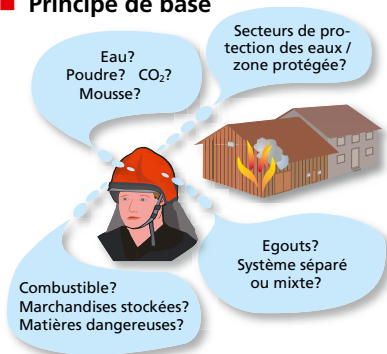 Principe de base
Eau?
Poudre? CO₂?
Mousse?
Secteurs de pro-
tection des eaux /
zone protégée?
Combustible?
Marchandises stockées?
Matières dangereuses?
Egouts?
Système séparé
ou mixte?